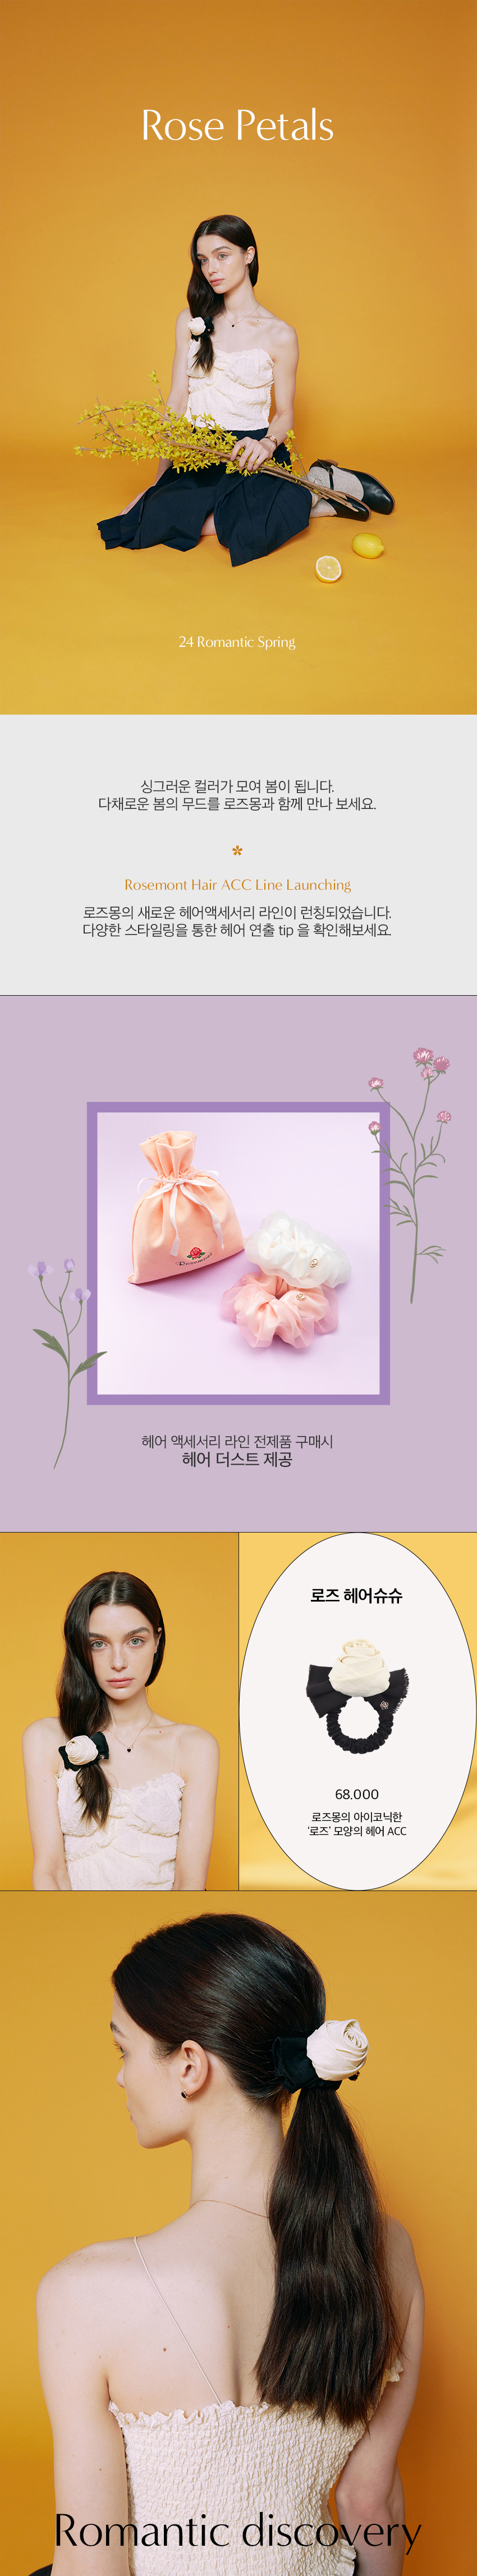 Rose Petals
24 Romantic Spring
싱그러운 컬러가 모여 봄이 됩니다.
다채로운 봄의 무드를 로즈몽과 함께 만나 보세요.
Rosemont Hair ACC Line Launching
로즈몽의 새로운 헤어액세서리 라인이 런칭되었습니다.
다양한 스타일링을 통한 헤어 연출 tip 을 확인해보세요.
헤어 액세서리 라인 전제품 구매시
헤어 더스트 제공
로즈 헤어슈슈
68.000
로즈몽의 아이코닉한
‘로즈’ 모양의 헤어 ACC
Romantic discovery